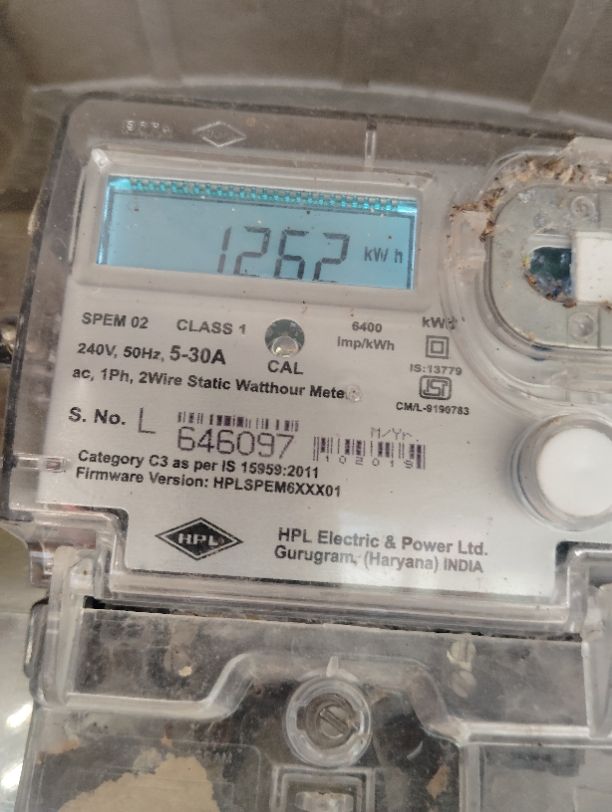 1262 kW h
SPEM 02 CLASS 1 6400 imp/kWh kWh
240V, 50Hz, 5-30A CAL IS:13779
ac, 1Ph, 2Wire Static Watthour Meter
CM/L-9190783
S. No. L 646097 M/Yr.
102019
Category C3 as per IS 15959:2011
Firmware Version: HPLSPEM6XXX01
HPL HPL Electric & Power Ltd.
Gurugram, (Haryana) INDIA